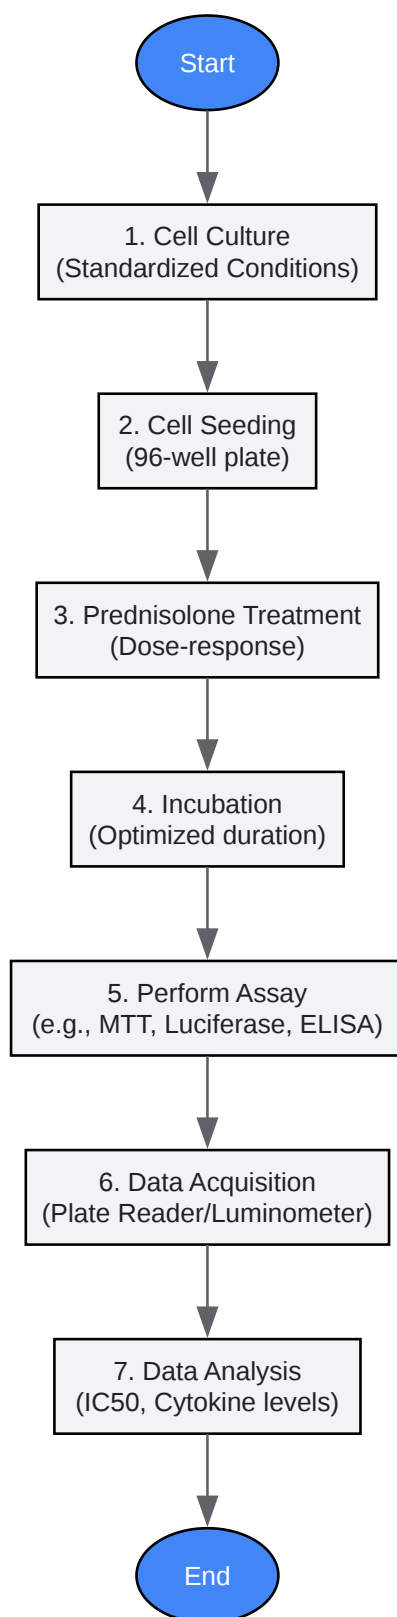 Start
1. Cell Culture
(Standardized Conditions)
2. Cell Seeding
(96-well plate)
3. Prednisolone Treatment
(Dose-response)
4. Incubation
(Optimized duration)
5. Perform Assay
(e.g., MTT, Luciferase, ELISA)
6. Data Acquisition
(Plate Reader/Luminometer)
7. Data Analysis
(IC50, Cytokine levels)
End